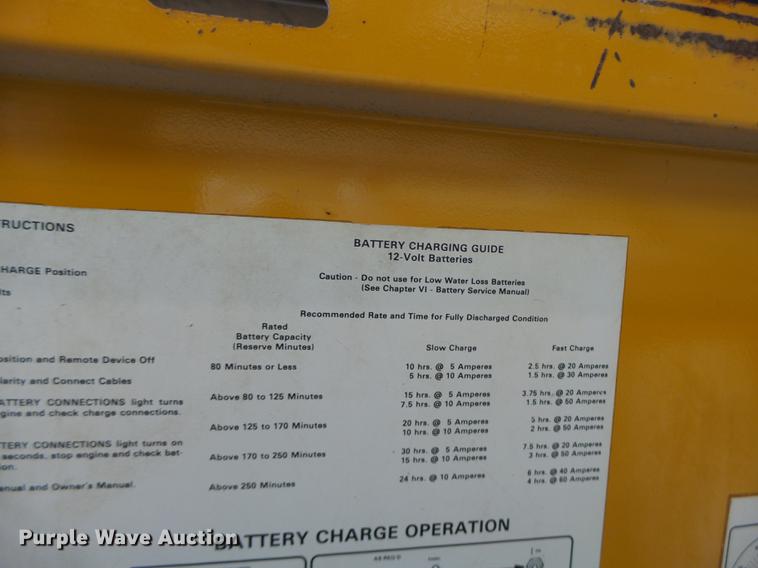 RUCTIONS
HARGE Position
lts
osition and Remote Device Off
larity and Connect Cables
ATTERY CONNECTIONS light turns
gine and check charge connections.
TERY CONNECTIONS light turns on
seconds, stop engine and check bat-
ion.
anual and Owner's Manual.
BATTERY CHARGING GUIDE
12-Volt Batteries
Caution - Do not use for Low Water Loss Batteries
(See Chapter VI - Battery Service Manual)
Recommended Rate and Time for Fully Discharged Condition
Rated
Battery Capacity
(Reserve Minutes)
Slow Charge
Fast Charge
80 Minutes or Less
10 hrs. @ 5 Amperes
2.5 hrs. @ 20 Amperes
5 hrs. @ 10 Amperes
1.5 hrs. @ 30 Amperes
Above 80 to 125 Minutes
15 hrs. @ 5 Amperes
3.75 hrs. @ 20 Amperes
7.5 hrs. @ 10 Amperes
1.5 hrs. @ 50 Amperes
Above 125 to 170 Minutes
20 hrs. @ 5 Amperes
5 hrs. @ 20 Amperes
10 hrs. @ 10 Amperes
2 hrs. @ 50 Amperes
Above 170 to 250 Minutes
30 hrs. @ 5 Amperes
7.5 hrs. @ 20 Amperes
15 hrs. @ 10 Amperes
3 hrs. @ 50 Amperes
Above 250 Minutes
24 hrs. @ 10 Amperes
6 hrs. @ 40 Amperes
4 hrs. @ 60 Amperes
BATTERY CHARGE OPERATION
Purple Wave Auction